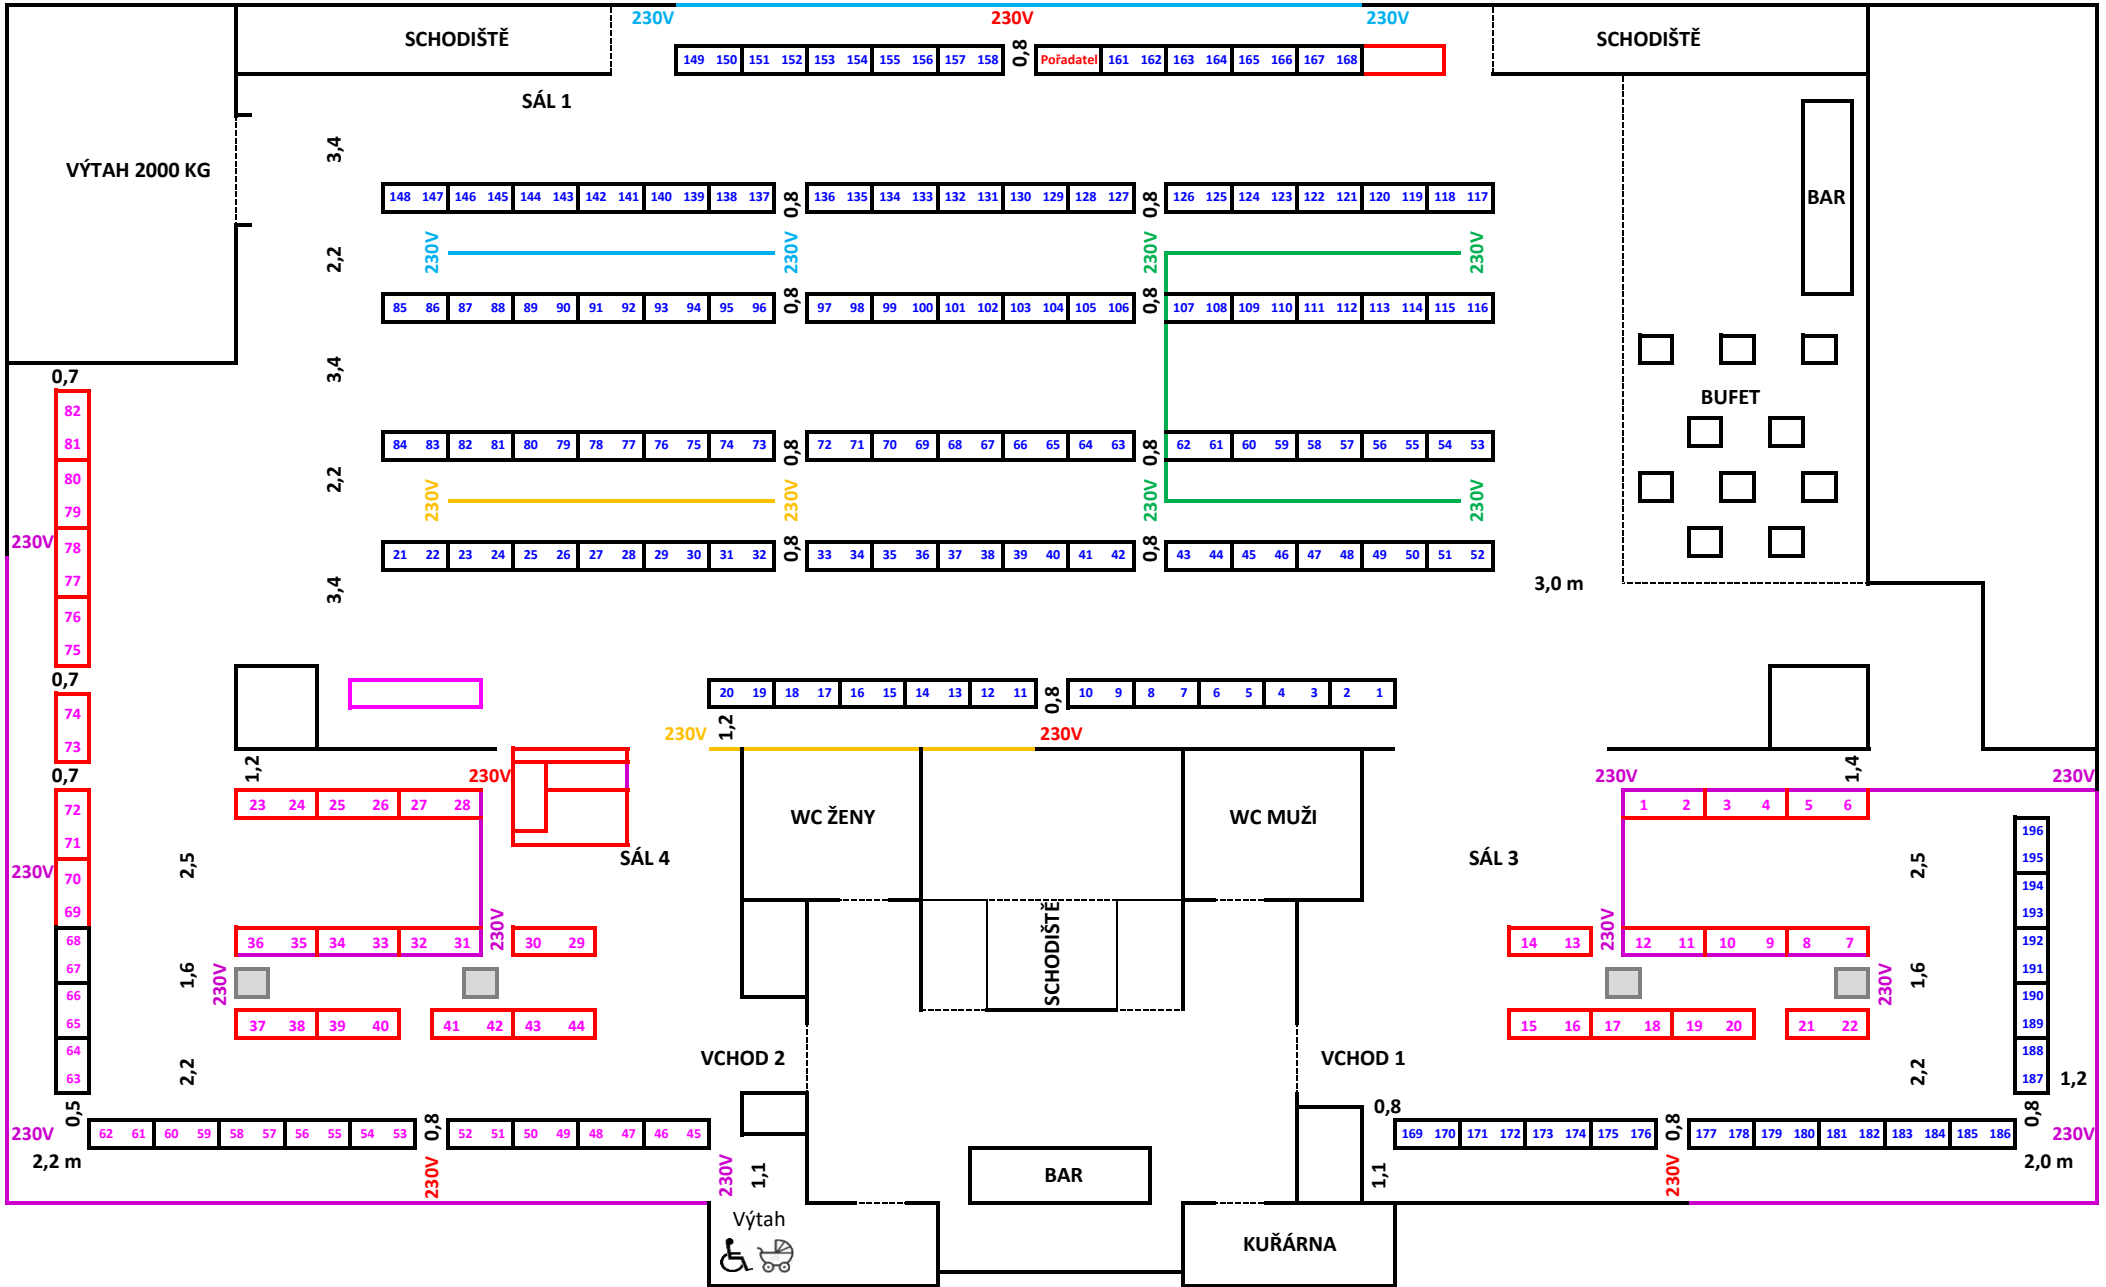 230V 230V 230V
SCHODIŠTĚ SCHODIŠTĚ
149 150 151 152 153 154 155 156 157 158 0,8 Pořadatel 161 162 163 164 165 166 167 168
SÁL 1
3,4
VÝTAH 2000 KG
BAR
148 147 146 145 144 143 142 141 140 139 138 137 0,8 136 135 134 133 132 131 130 129 128 127 0,8 126 125 124 123 122 121 120 119 118 117
2,2 230V 230V 230V 230V
85 86 87 88 89 90 91 92 93 94 95 96 0,8 97 98 99 100 101 102 103 104 105 106 0,8 107 108 109 110 111 112 113 114 115 116
3,4
0,7
BUFET
82
81
84 83 82 81 80 79 78 77 76 75 74 73 0,8 72 71 70 69 68 67 66 65 64 63 0,8 62 61 60 59 58 57 56 55 54 53
80
2,2 230V 230V 230V 230V
79
230V 78
21 22 23 24 25 26 27 28 29 30 31 32 0,8 33 34 35 36 37 38 39 40 41 42 0,8 43 44 45 46 47 48 49 50 51 52
77
3,4 3,0 m
76
75
0,7
20 19 18 17 16 15 14 13 12 11 0,8 10 9 8 7 6 5 4 3 2 1
74
73
1,2
230V 230V
0,7 1,2 230V 230V 1,4 230V
72 23 24 25 26 27 28
1 2 3 4 5 6
WC ŽENY WC MUŽI
71
196
SÁL 4 SÁL 3
195
230V 70 2,5 2,5
194
69
193
68 36 35 34 33 32 31 230V 30 29
SCHODIŠTĚ
14 13 230V 12 11 10 9 8 7 192
67 191
230V 1,6 230V 1,6
66 190
65 37 38 39 40 41 42 43 44
15 16 17 18 19 20 21 22 189
64 188
VCHOD 2 VCHOD 1
63 2,2 2,2 187 1,2
0,5 0,8 0,8 0,8 0,8
230V 62 61 60 59 58 57 56 55 54 53 52 51 50 49 48 47 46 45
169 170 171 172 173 174 175 176 177 178 179 180 181 182 183 184 185 186 230V
2,2 m 230V 230V 1,1 BAR 1,1 230V 2,0 m
Výtah
KUŘÁRNA